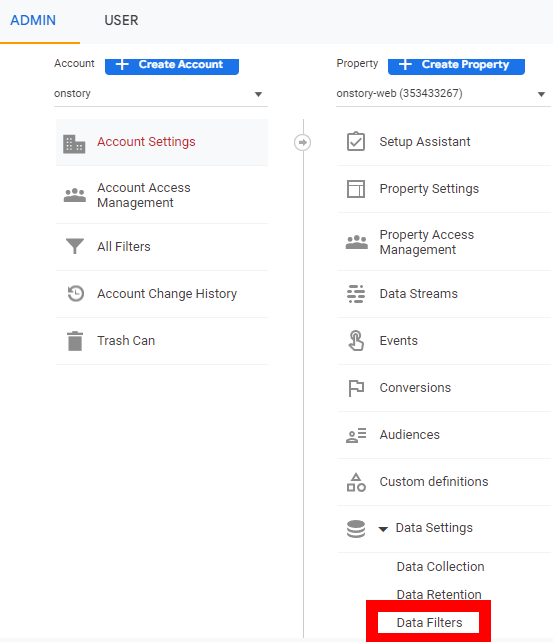 ADMIN USER
Account + Create Account
onstory
Account Settings
Account Access
Management
All Filters
Account Change History
Trash Can
Property + Create Property
onstory-web (353433267)
Setup Assistant
Property Settings
Property Access
Management
Data Streams
Events
Conversions
Audiences
Custom definitions
Data Settings
Data Collection
Data Retention
Data Filters